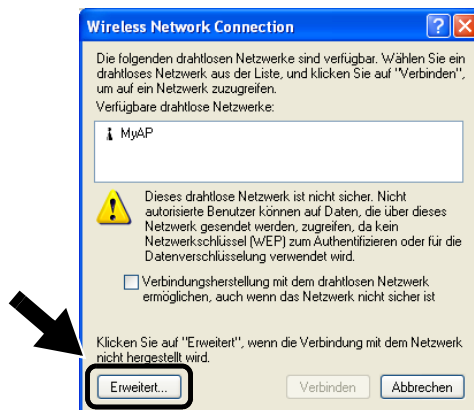 Wireless Network Connection
Die folgenden drahtlosen Netzwerke sind verfügbar. Wählen Sie ein
drahtloses Netzwerk aus der Liste, und klicken Sie auf "Verbinden",
um auf ein Netzwerk zuzugreifen.
Verfügbare drahtlose Netzwerke:
MyAP
Dieses drahtlose Netzwerk ist nicht sicher. Nicht
autorisierte Benutzer können auf Daten, die über dieses
Netzwerk gesendet werden, zugreifen, da kein
Netzwerkschlüssel (WEP) zum Authentifizieren oder für die
Datenverschlüsselung verwendet wird.
Verbindungsherstellung mit dem drahtlosen Netzwerk
ermöglichen, auch wenn das Netzwerk nicht sicher ist
Klicken Sie auf "Erweitert", wenn die Verbindung mit dem Netzwerk
nicht hergestellt wird.
Erweitert... Verbinden Abbrechen